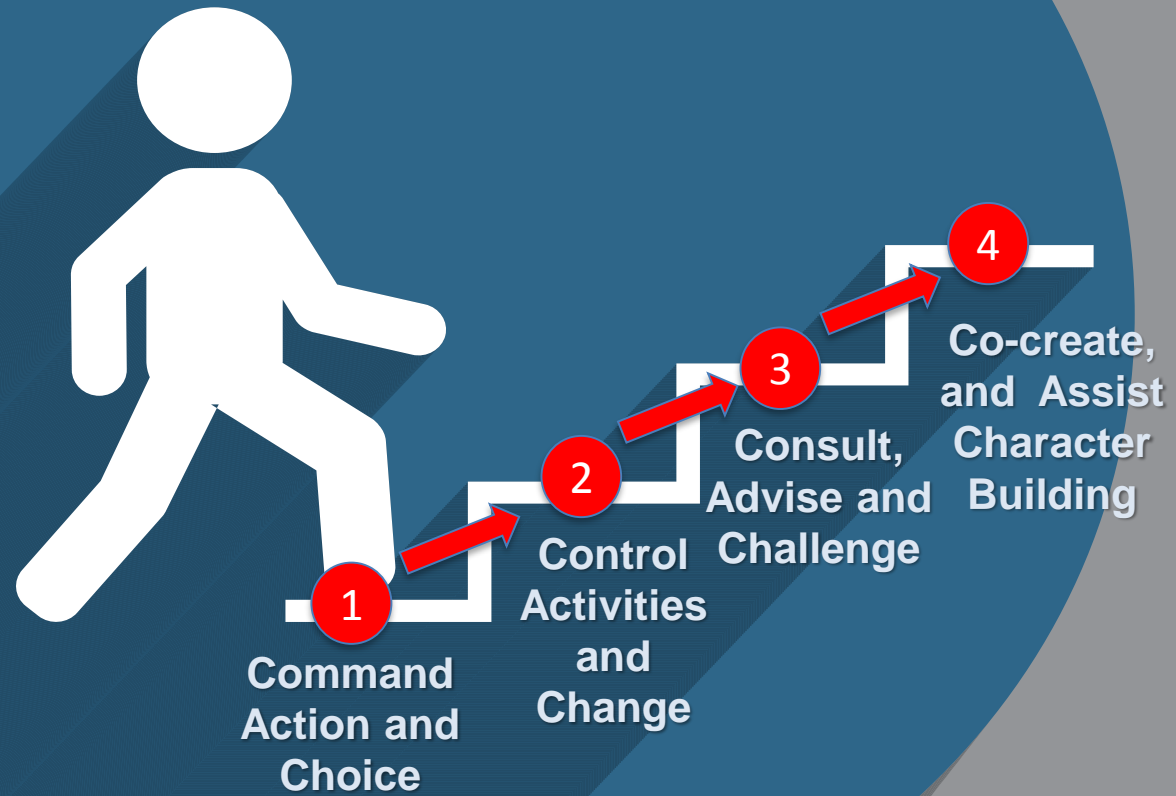 1
Command
Action and
Choice
2
Control
Activities
and
Change
3
Consult,
Advise and
Challenge
4
Co-create,
and Assist
Character
Building